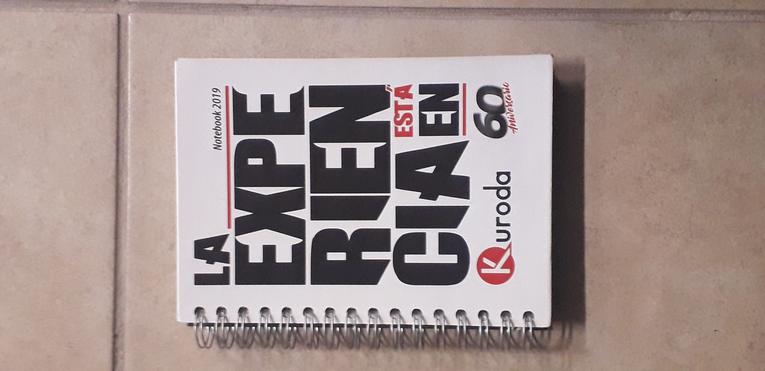 Notebook 2019
LA
EXPE
RIEN
CIA
ESTÁ
EN
Kuroda
60
Aniversario